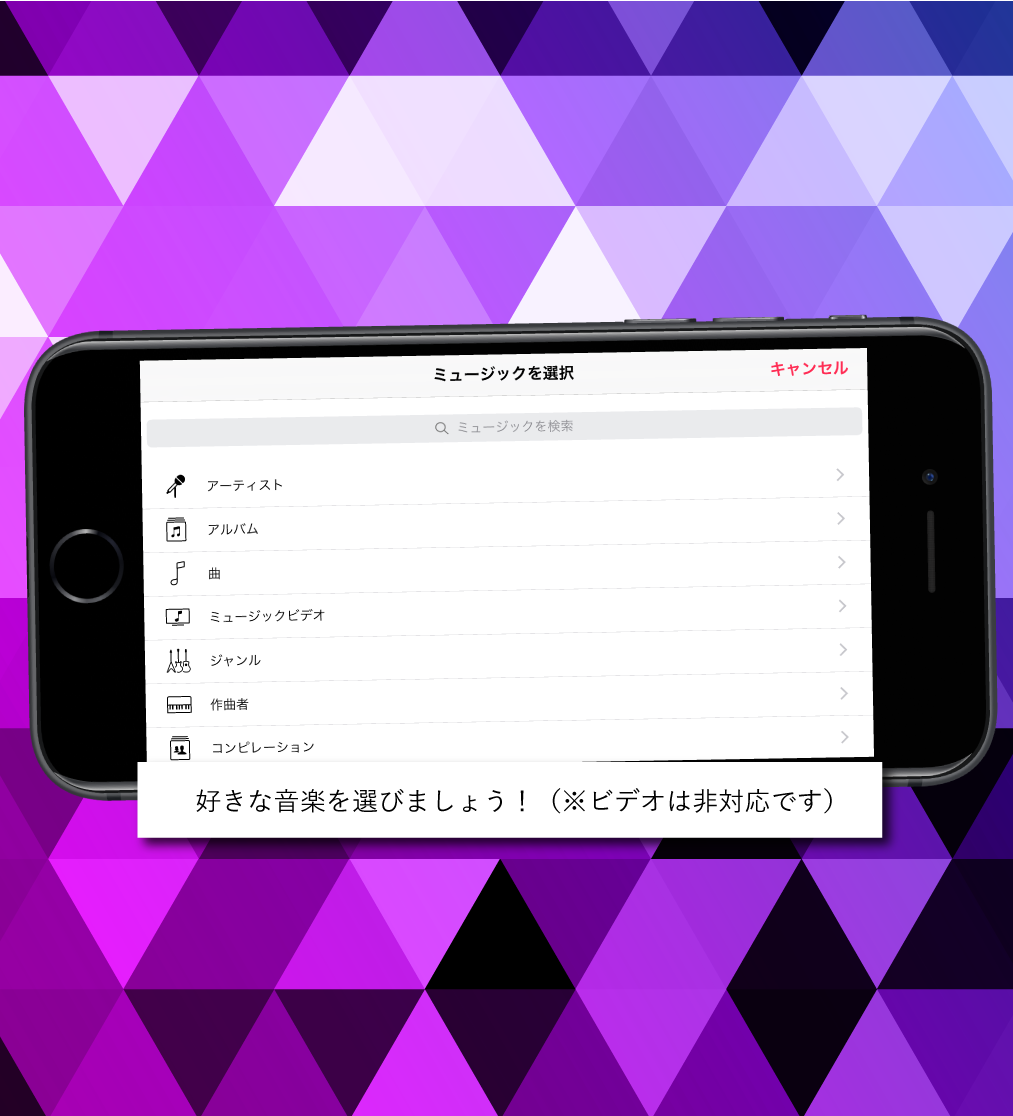 ミュージックを選択
キャンセル
ミュージックを検索
アーティスト
アルバム
曲
ミュージックビデオ
ジャンル
作曲者
コンピレーション
好きな音楽を選びましょう！（※ビデオは非対応です）